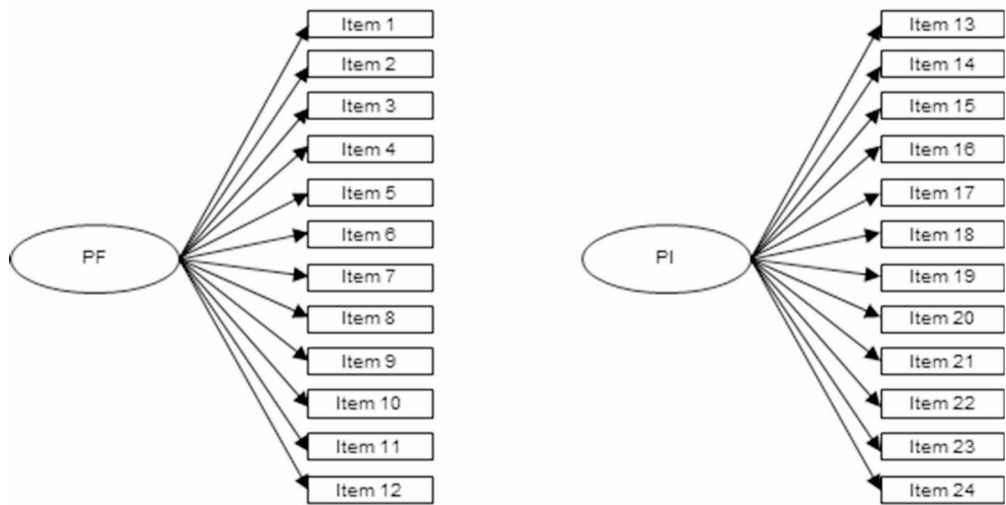 Item 1
Item 2
Item 3
Item 4
Item 5
Item 6
PF
Item 7
Item 8
Item 9
Item 10
Item 11
Item 12
Item 13
Item 14
Item 15
Item 16
Item 17
Item 18
PI
Item 19
Item 20
Item 21
Item 22
Item 23
Item 24